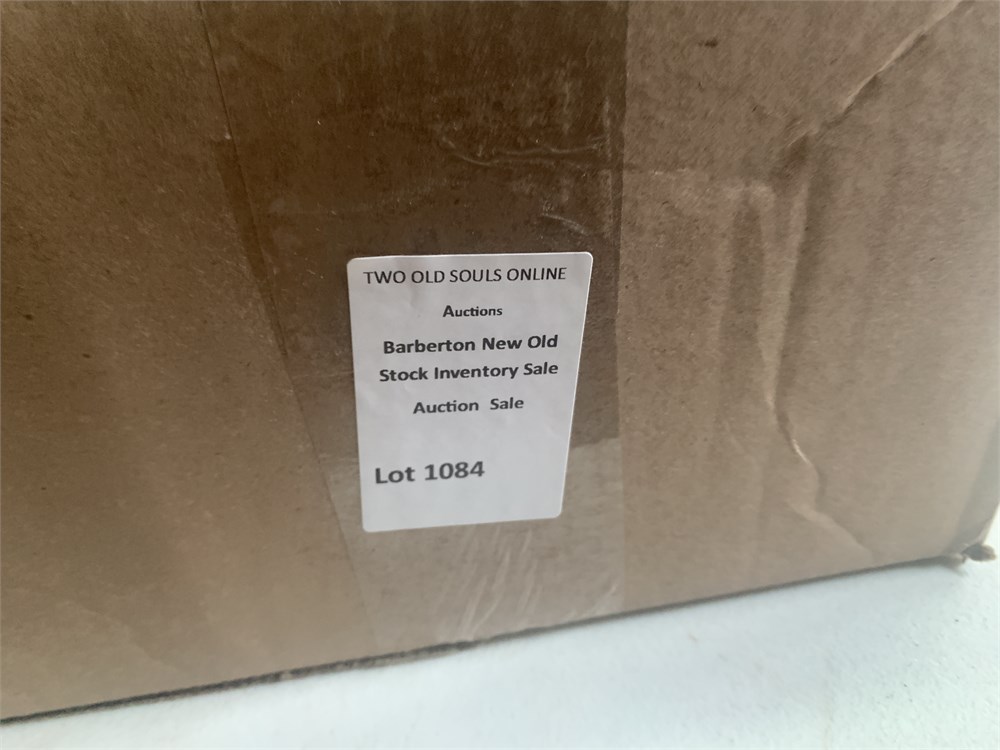 TWO OLD SOULS ONLINE
Auctions
Barberton New Old
Stock Inventory Sale
Auction Sale
Lot 1084